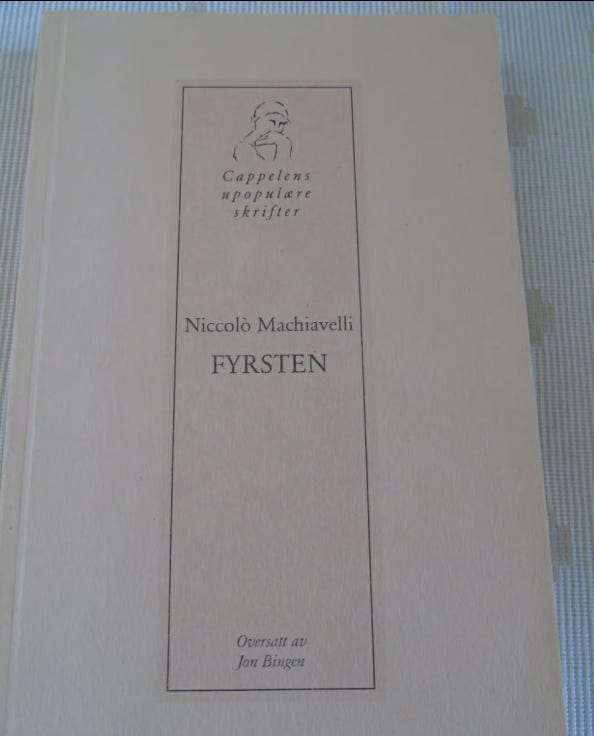 Cappelens
upopulære
skrifter
Niccolò Machiavelli
FYRSTEN
Oversatt av
Jon Bingen